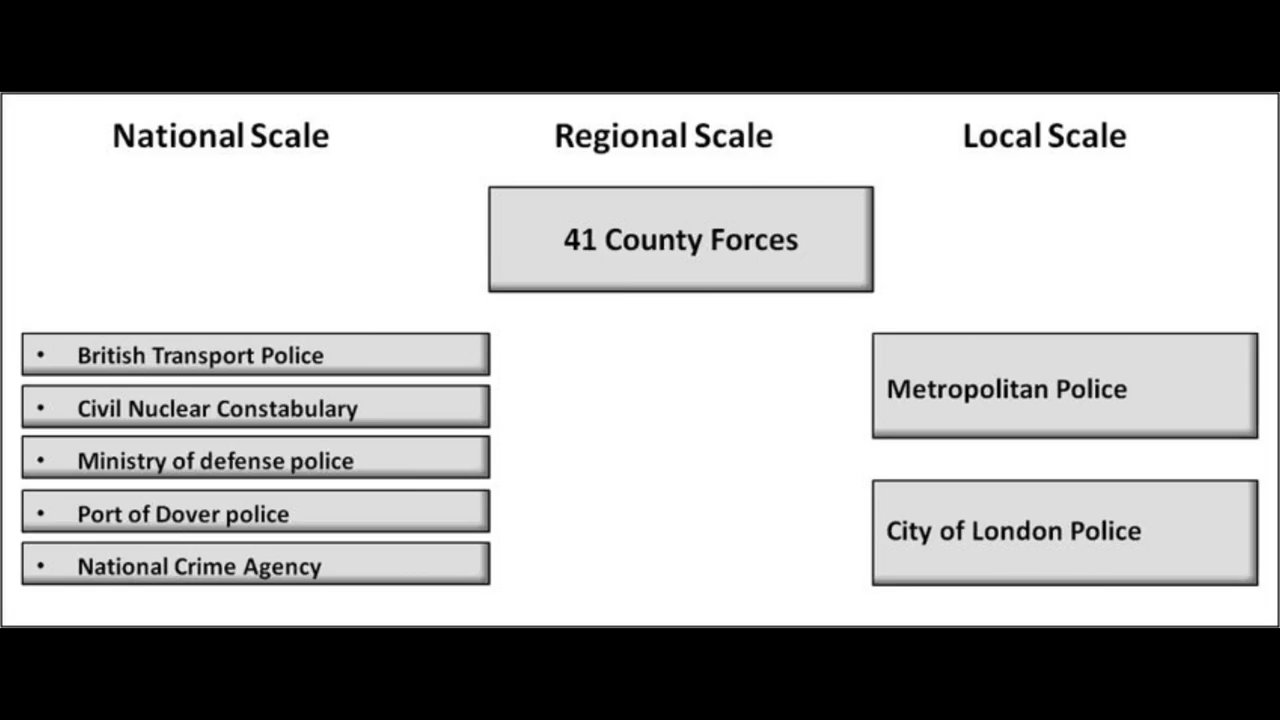 National Scale
Regional Scale
Local Scale
41 County Forces
• British Transport Police
• Civil Nuclear Constabulary
• Ministry of defense police
• Port of Dover police
• National Crime Agency
Metropolitan Police
City of London Police